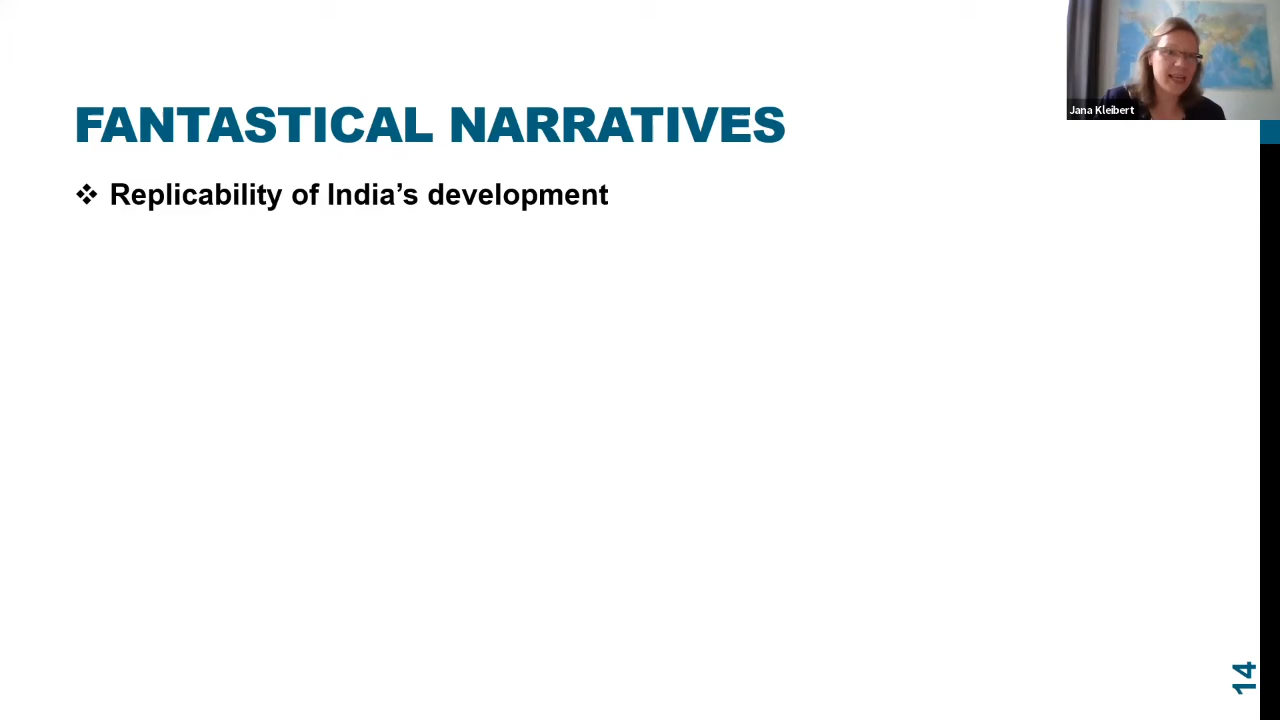 Jana Kleibert
FANTASTICAL NARRATIVES
❖ Replicability of India’s development
14